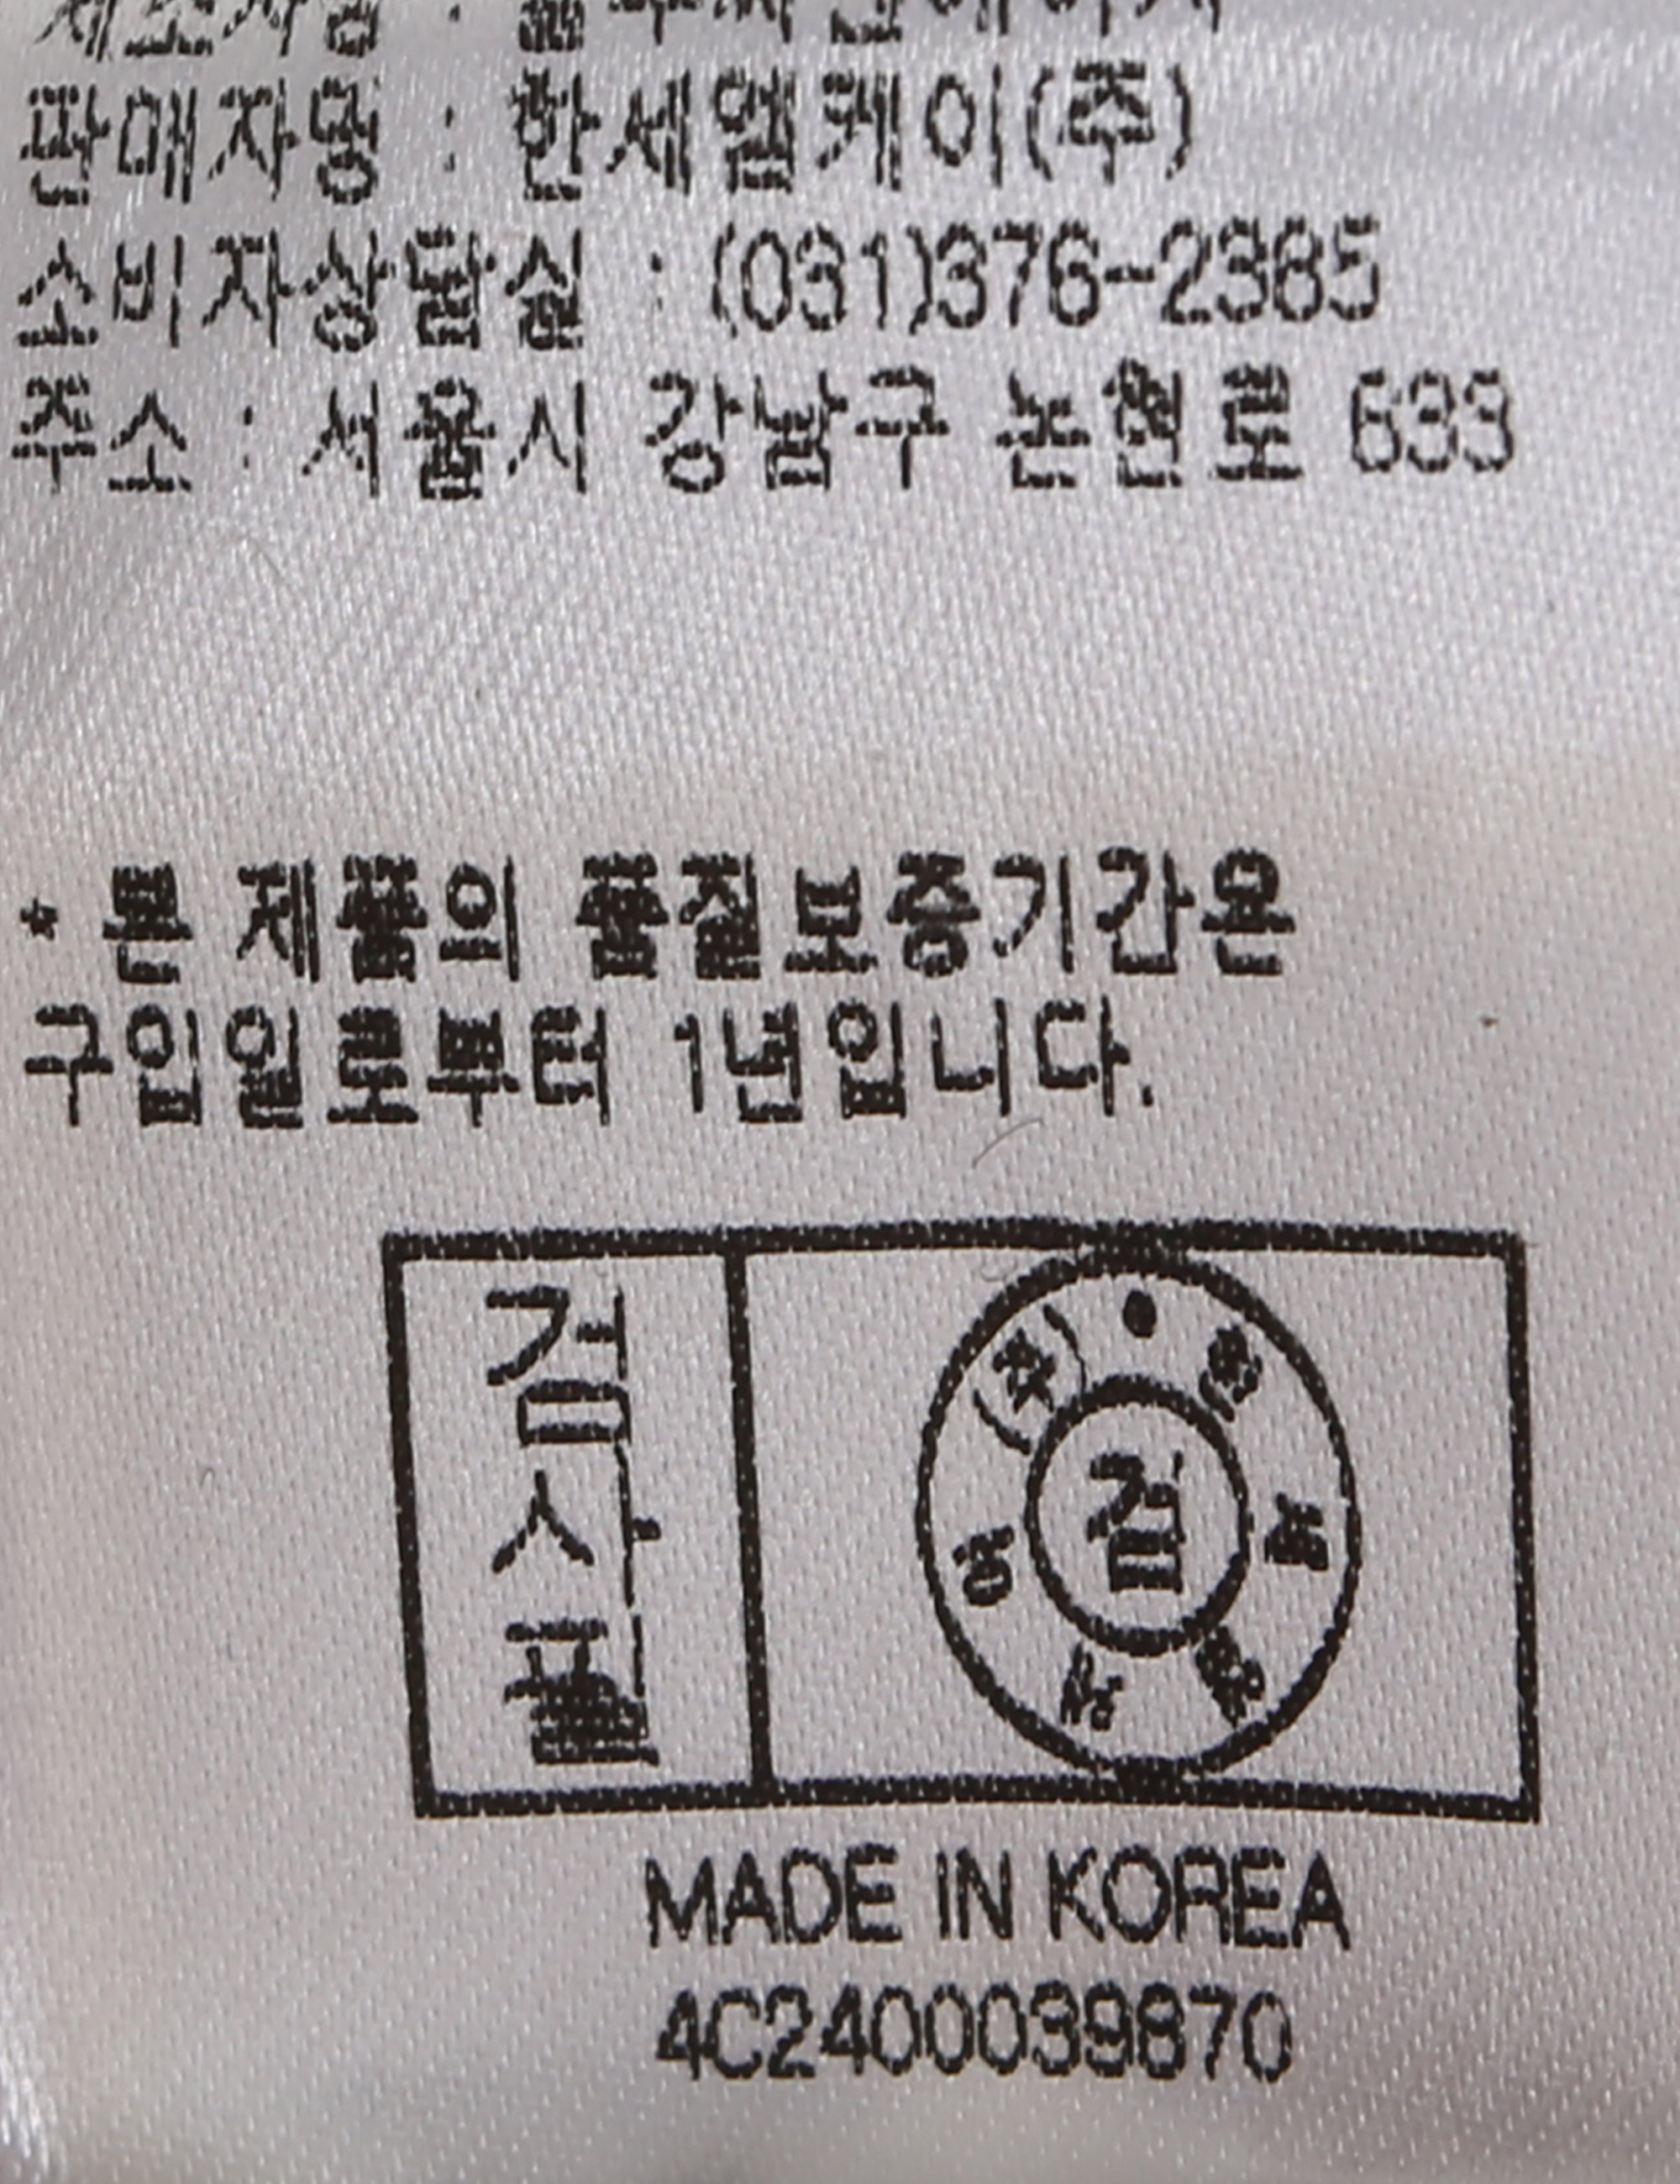 판매자명 : 한세엠케이(주)
소비자상담실 : (031)376-2385
주소 : 서울시 강남구 논현로 633
* 본 제품의 품질보증기간은
구입일로부터 1년입니다.
검사필
검
MADE IN KOREA
4C2400039870